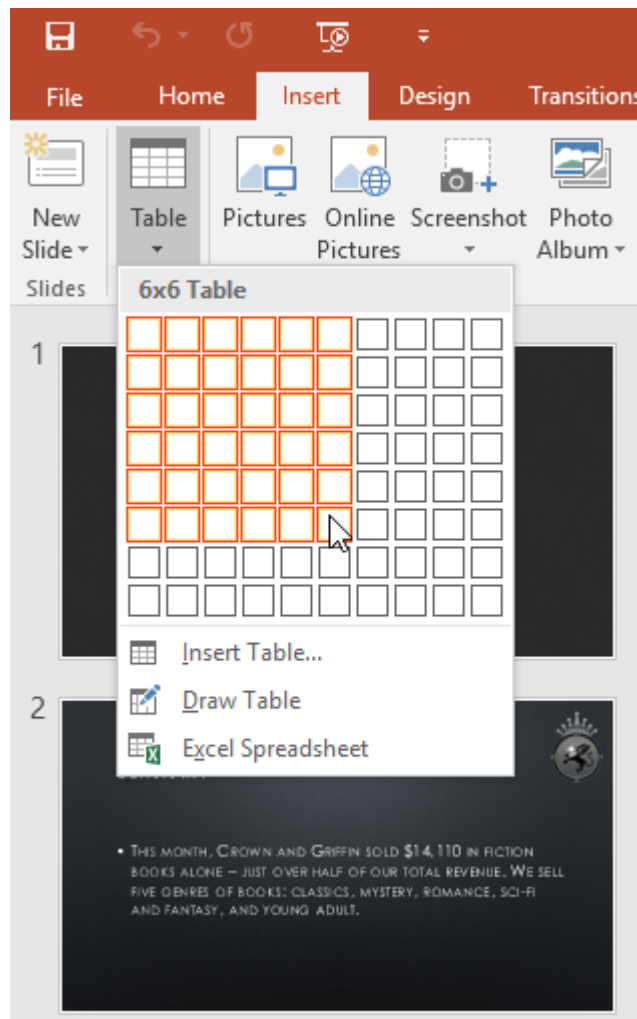 File Home Insert Design Transitions
New Table Pictures Online Screenshot Photo
Slide Pictures Album
Slides
6x6 Table
1
Insert Table...
Draw Table
Excel Spreadsheet
2
• THIS MONTH, CROWN AND GRIFFIN SOLD $14,110 IN FICTION
BOOKS ALONE – JUST OVER HALF OF OUR TOTAL REVENUE. WE SELL
FIVE GENRES OF BOOKS: CLASSICS, MYSTERY, ROMANCE, SCI-FI
AND FANTASY, AND YOUNG ADULT.